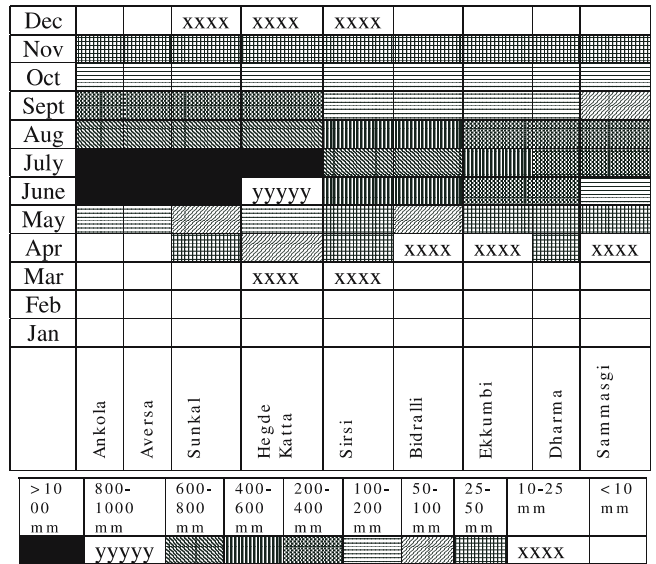 Dec xxxx xxxx xxxx
Nov
Oct
Sept
Aug
July
June yyyyy
May
Apr xxxx xxxx xxxx
Mar xxxx xxxx
Feb
Jan
Ankola
Aversa
Sunkal
Hegde
Katta
Sirsi
Bidralli
Ekkumbi
Dharma
Sammasgi
>10 800- 600- 400- 200- 100- 50- 25- 10-25 <10
00 1000 800 600 400 200 100 50 mm mm
mm mm mm mm mm mm mm mm
yyyyy xxxx